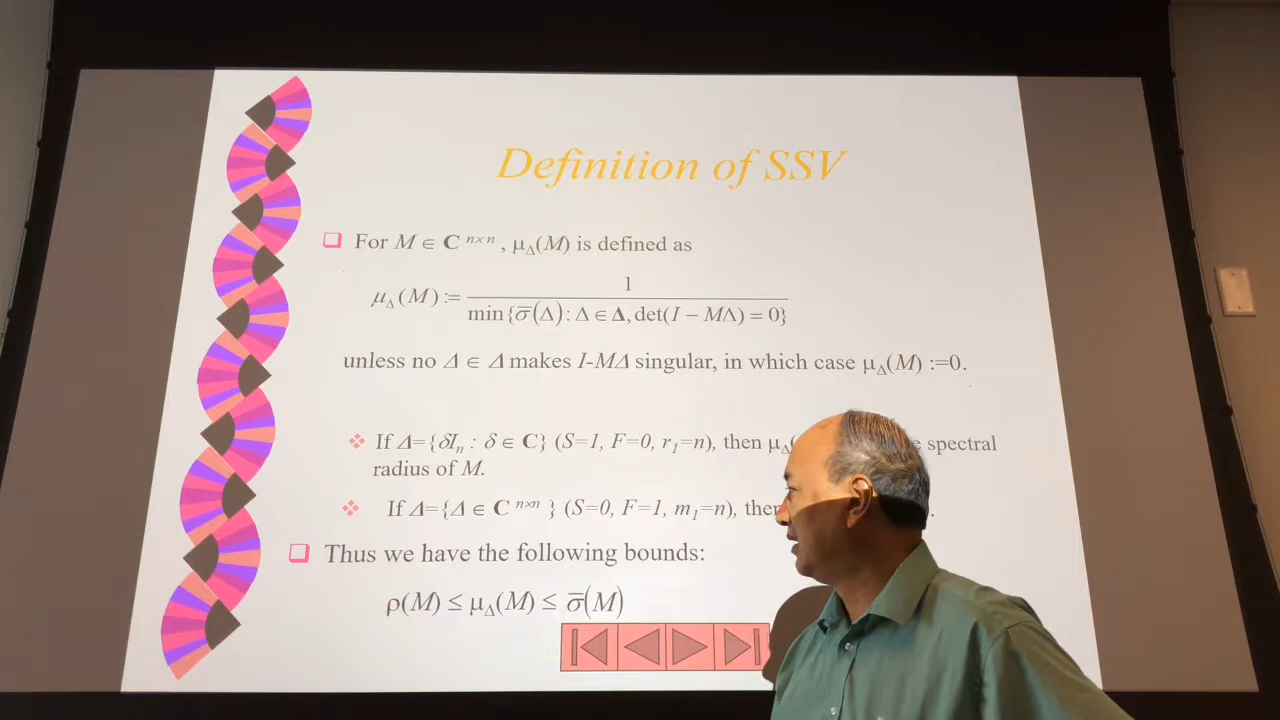 Definition of SSV
For M ∈ C n×n , μΔ(M) is defined as
μΔ(M) := 1 / min{σ̅(Δ) : Δ ∈ Δ, det(I − MΔ) = 0}
unless no Δ ∈ Δ makes I-MΔ singular, in which case μΔ(M) :=0.
If Δ={δIn : δ ∈ C} (S=1, F=0, r1=n), then μΔ( spectral
radius of M.
If Δ={Δ ∈ C n×n } (S=0, F=1, m1=n), then .
Thus we have the following bounds:
ρ(M) ≤ μΔ(M) ≤ σ̅(M)